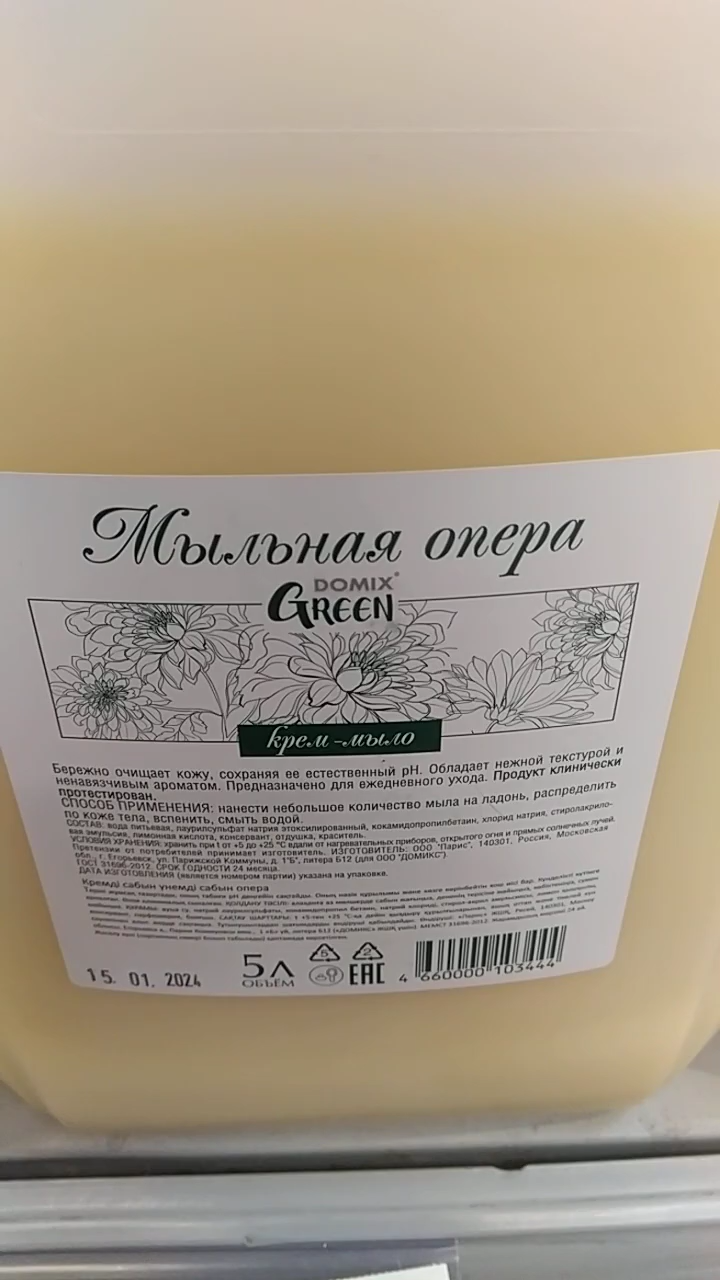 Мыльная опера
DOMIX
GREEN
крем-мыло
Бережно очищает кожу, сохраняя ее естественный pH. Обладает нежной текстурой и
ненавязчивым ароматом. Предназначено для ежедневного ухода. Продукт клинически
протестирован.
СПОСОБ ПРИМЕНЕНИЯ: нанести небольшое количество мыла на ладонь, распределить
по коже тела, вспенить, смыть водой.
СОСТАВ: вода питьевая, лаурилсульфат натрия этоксилированный, кокамидопропилбетаин, хлорид натрия, стиролакрило-
вая эмульсия, лимонная кислота, консервант, отдушка, краситель.
УСЛОВИЯ ХРАНЕНИЯ: хранить при t от +5 до +25 °C вдали от нагревательных приборов, открытого огня и прямых солнечных лучей.
Претензии от потребителей принимает изготовитель. ИЗГОТОВИТЕЛЬ: ООО "Парис", 140301, Россия, Московская
обл., г. Егорьевск, ул. Парижской Коммуны, д. 1"Б", литера Б12 (для ООО "ДОМИКС").
ГОСТ 31696-2012. СРОК ГОДНОСТИ 24 месяца.
ДАТА ИЗГОТОВЛЕНИЯ (является номером партии) указана на упаковке.
Кремді сабын үнемді сабын опера
15. 01. 2024
5л
ОБЪЕМ
5
2
EAC
4 660000 103444